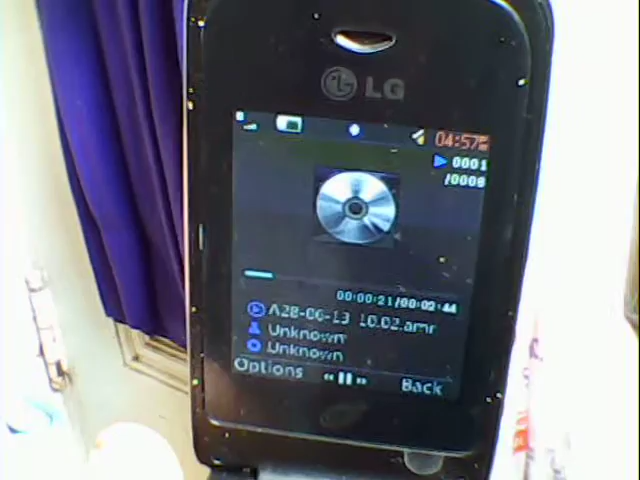 LG
04:57
0001
/0009
00:00:21/00:02:44
A28-06-13 10.02.amr
Unknown
Unknown
Options
Back